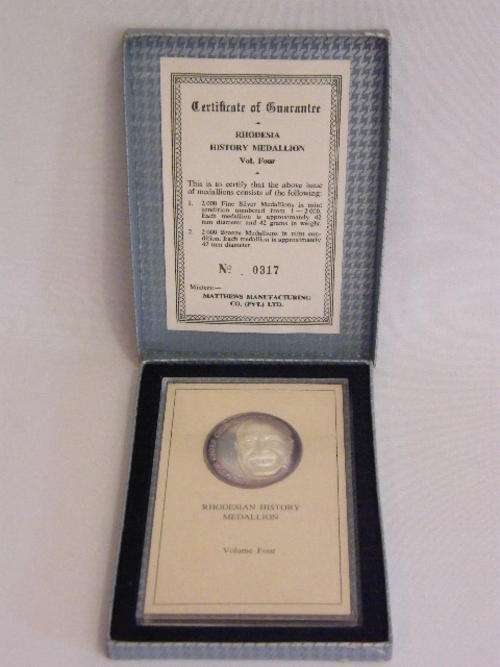 Certificate of Guarantee
RHODESIA
HISTORY MEDALLION
Vol. Four
This is to certify that the above issue
of medallions consists of the following:
1. 2 000 Fine Silver Medallions in mint
condition numbered from 1 – 2 000.
Each medallion is approximately 42
mm diameter and 42 grams in weight.
2. 2 000 Bronze Medallions in mint con-
dition. Each medallion is approximately
42 mm diameter.
No. 0317
Minters:—
MATTHEWS MANUFACTURING
CO. (PVT.) LTD.
RHODESIAN HISTORY
MEDALLION
Volume Four